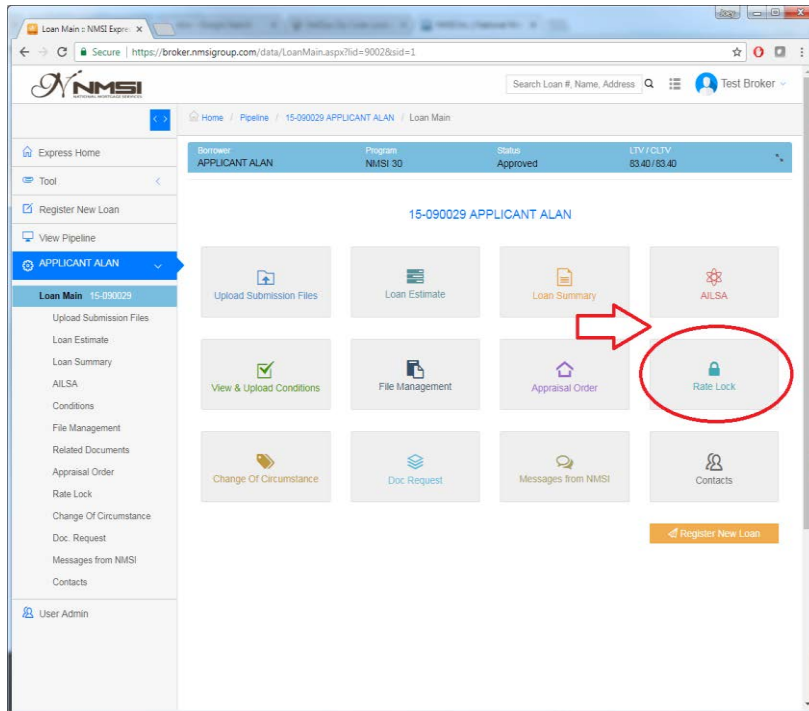 Joey
Loan Main :: NMSI Expre
Secure | https://broker.nmsigroup.com/data/LoanMain.aspx?lid=9002&sid=1
NMSI
NATIONAL MORTGAGE SERVICES
Search Loan #, Name, Address
Test Broker
Home / Pipeline / 15-090029 APPLICANT ALAN / Loan Main
Express Home
Tool
Register New Loan
View Pipeline
APPLICANT ALAN
Loan Main 15-090029
Upload Submission Files
Loan Estimate
Loan Summary
AILSA
Conditions
File Management
Related Documents
Appraisal Order
Rate Lock
Change Of Circumstance
Doc. Request
Messages from NMSI
Contacts
User Admin
Borrower Program Status LTV / CLTV
APPLICANT ALAN NMSI 30 Approved 83.40 / 83.40
15-090029 APPLICANT ALAN
Upload Submission Files Loan Estimate Loan Summary AILSA
View & Upload Conditions File Management Appraisal Order Rate Lock
Change Of Circumstance Doc Request Messages from NMSI Contacts
Register New Loan